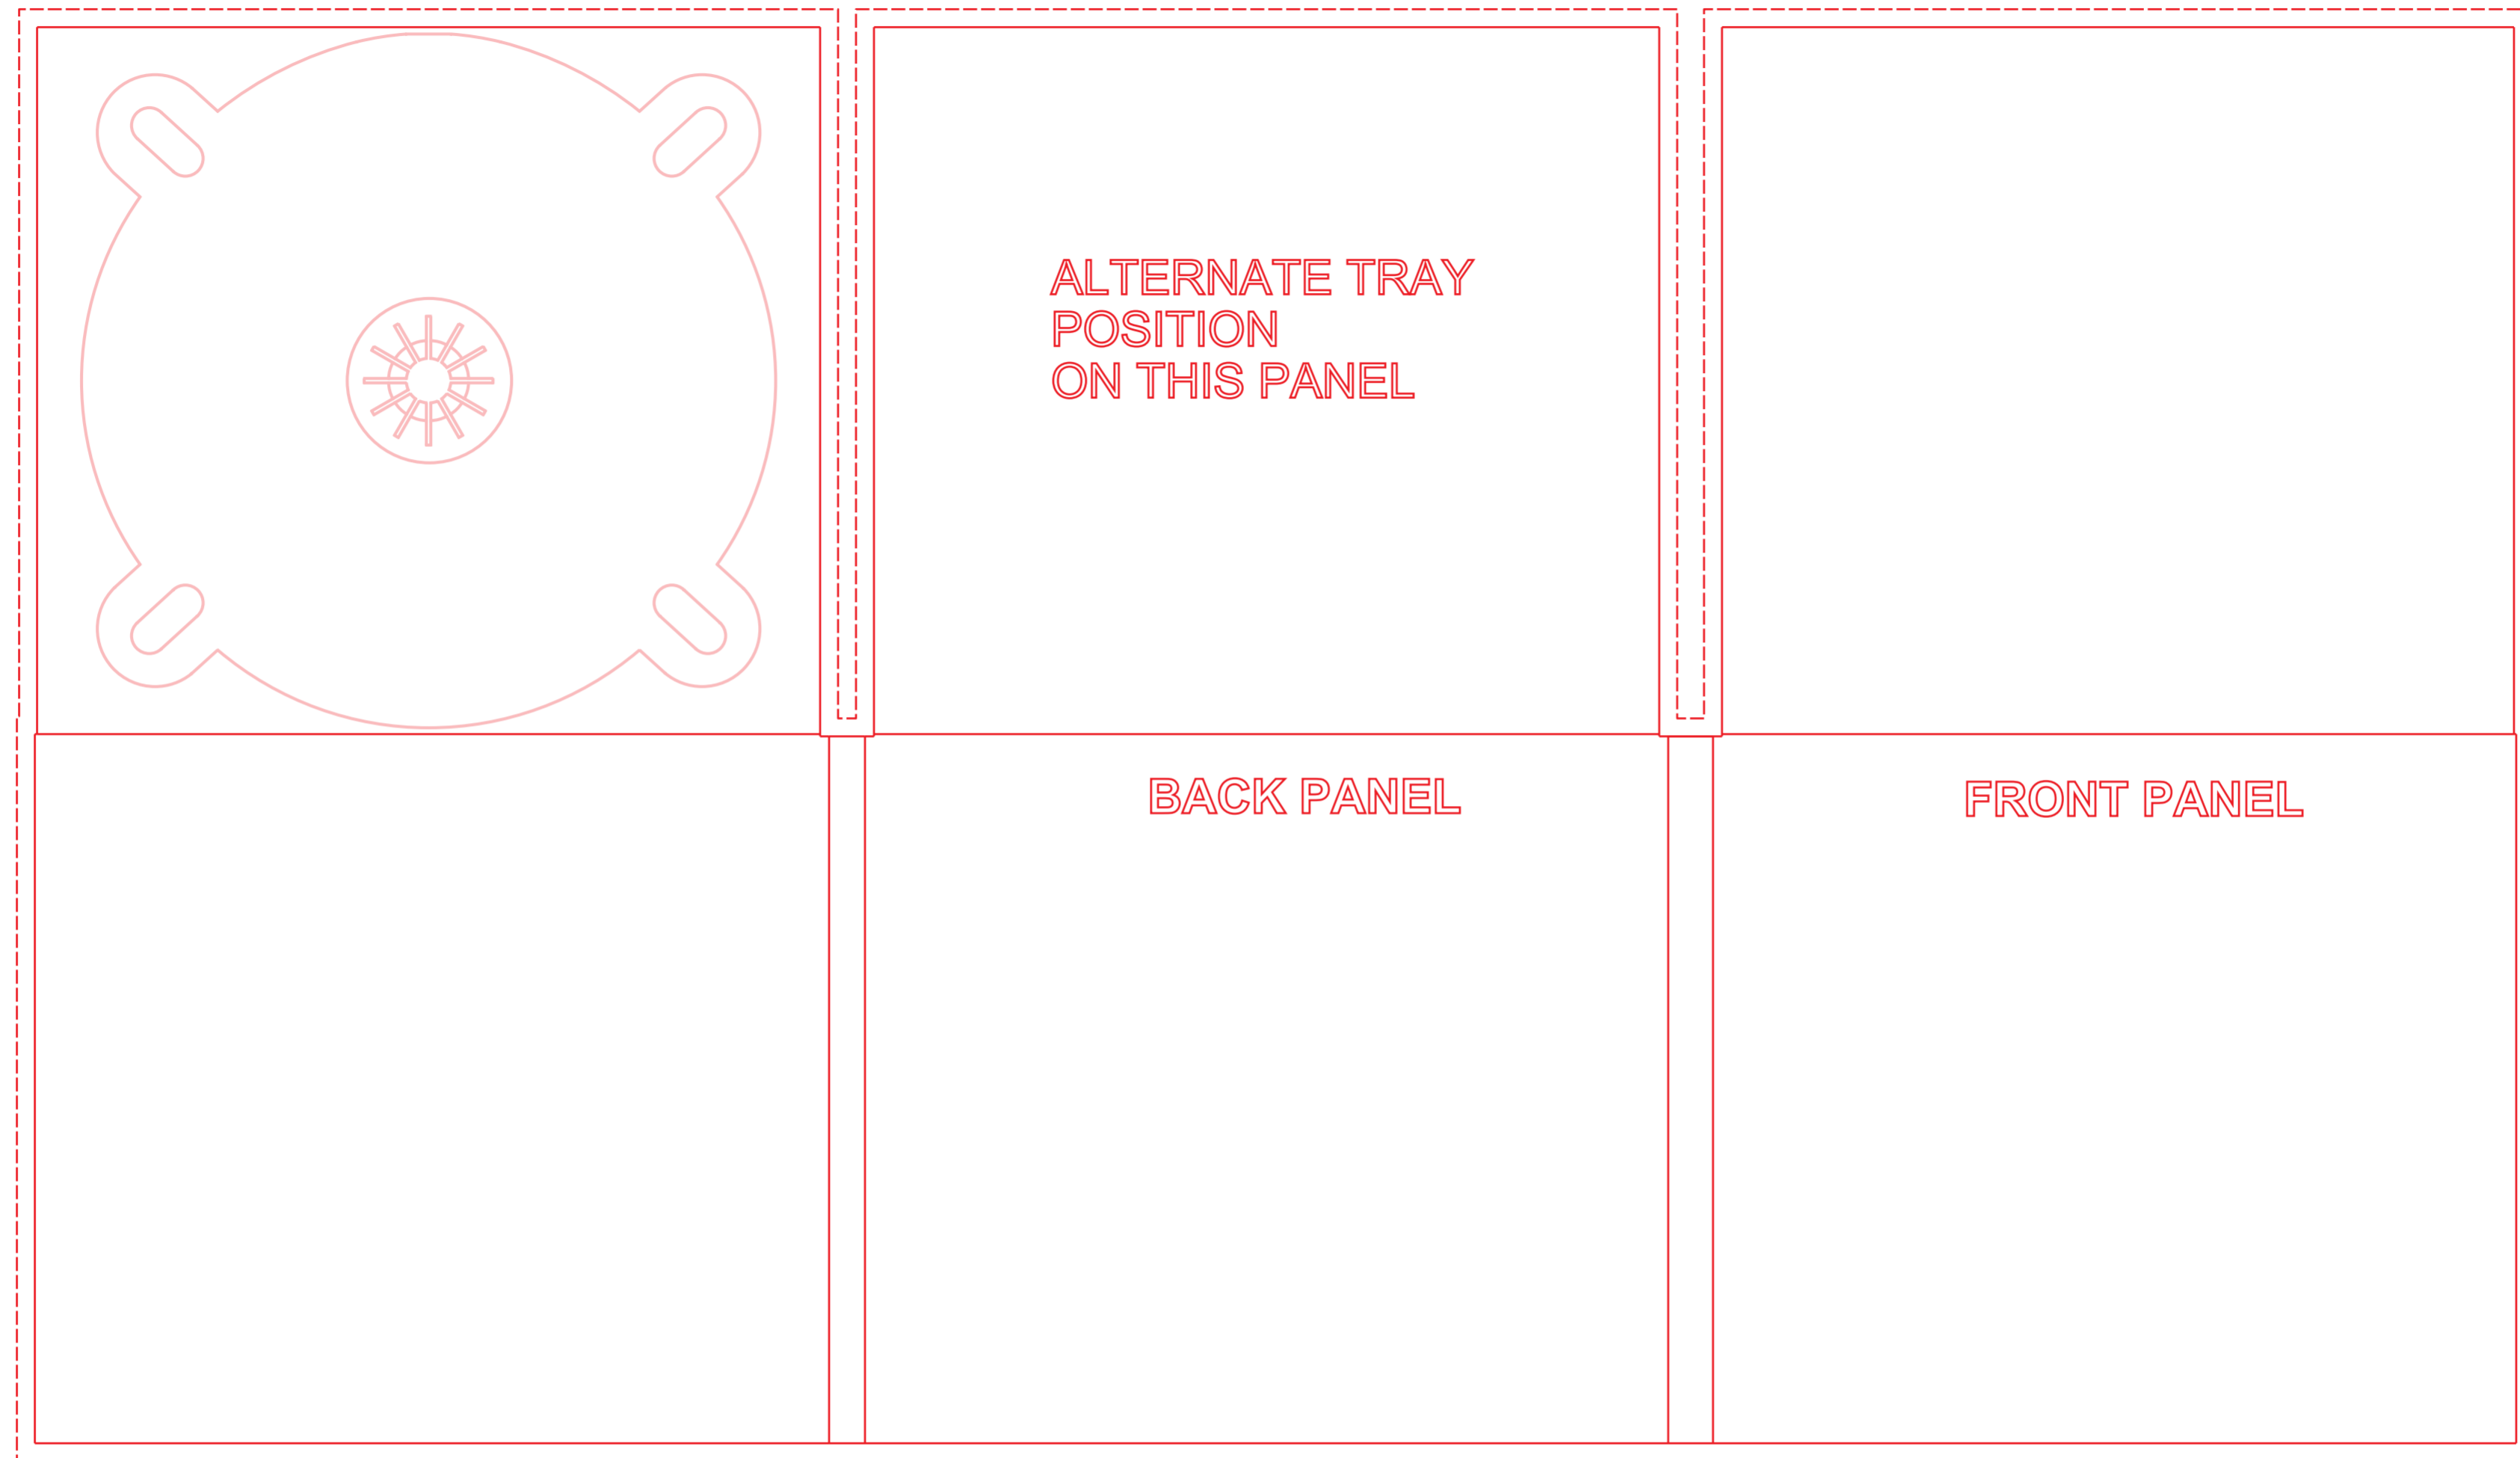 ALTERNATE TRAY
POSITION
ON THIS PANEL
BACK PANEL
FRONT PANEL